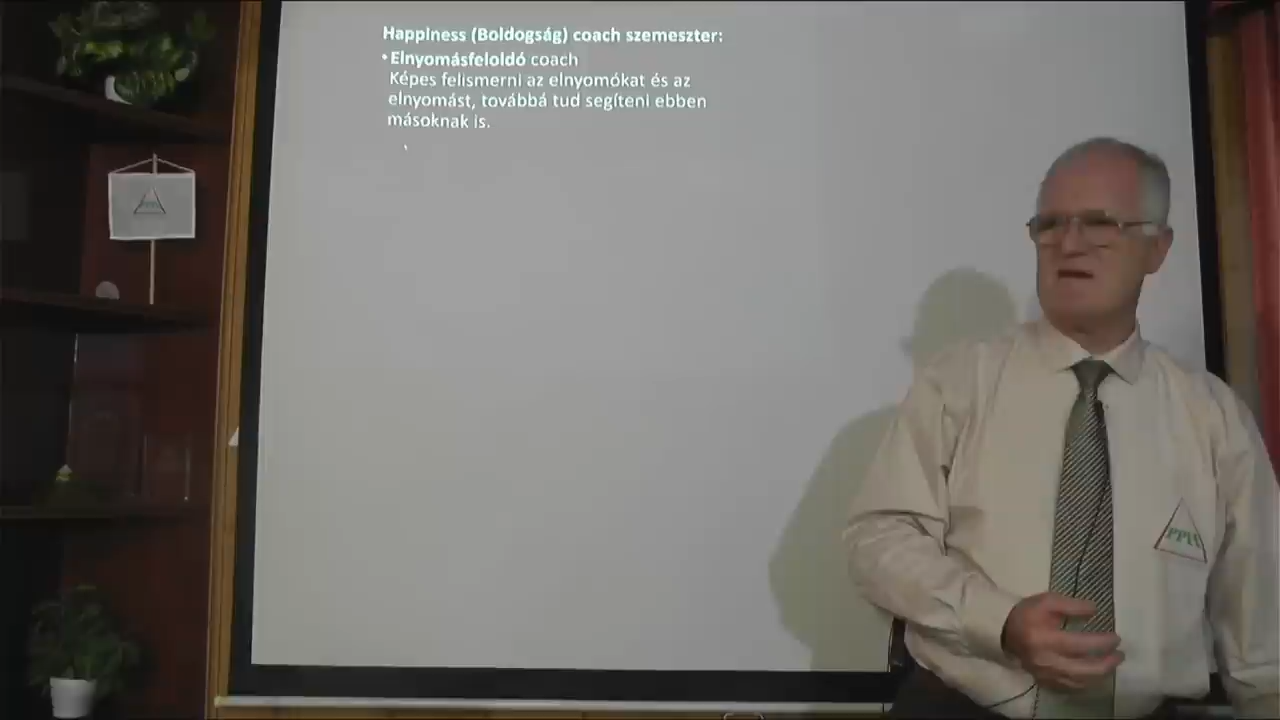 Happiness (Boldogság) coach szemeszter:
• Elnyomásfeloldó coach
Képes felismerni az elnyomókat és az
elnyomást, továbbá tud segíteni ebben
másoknak is.